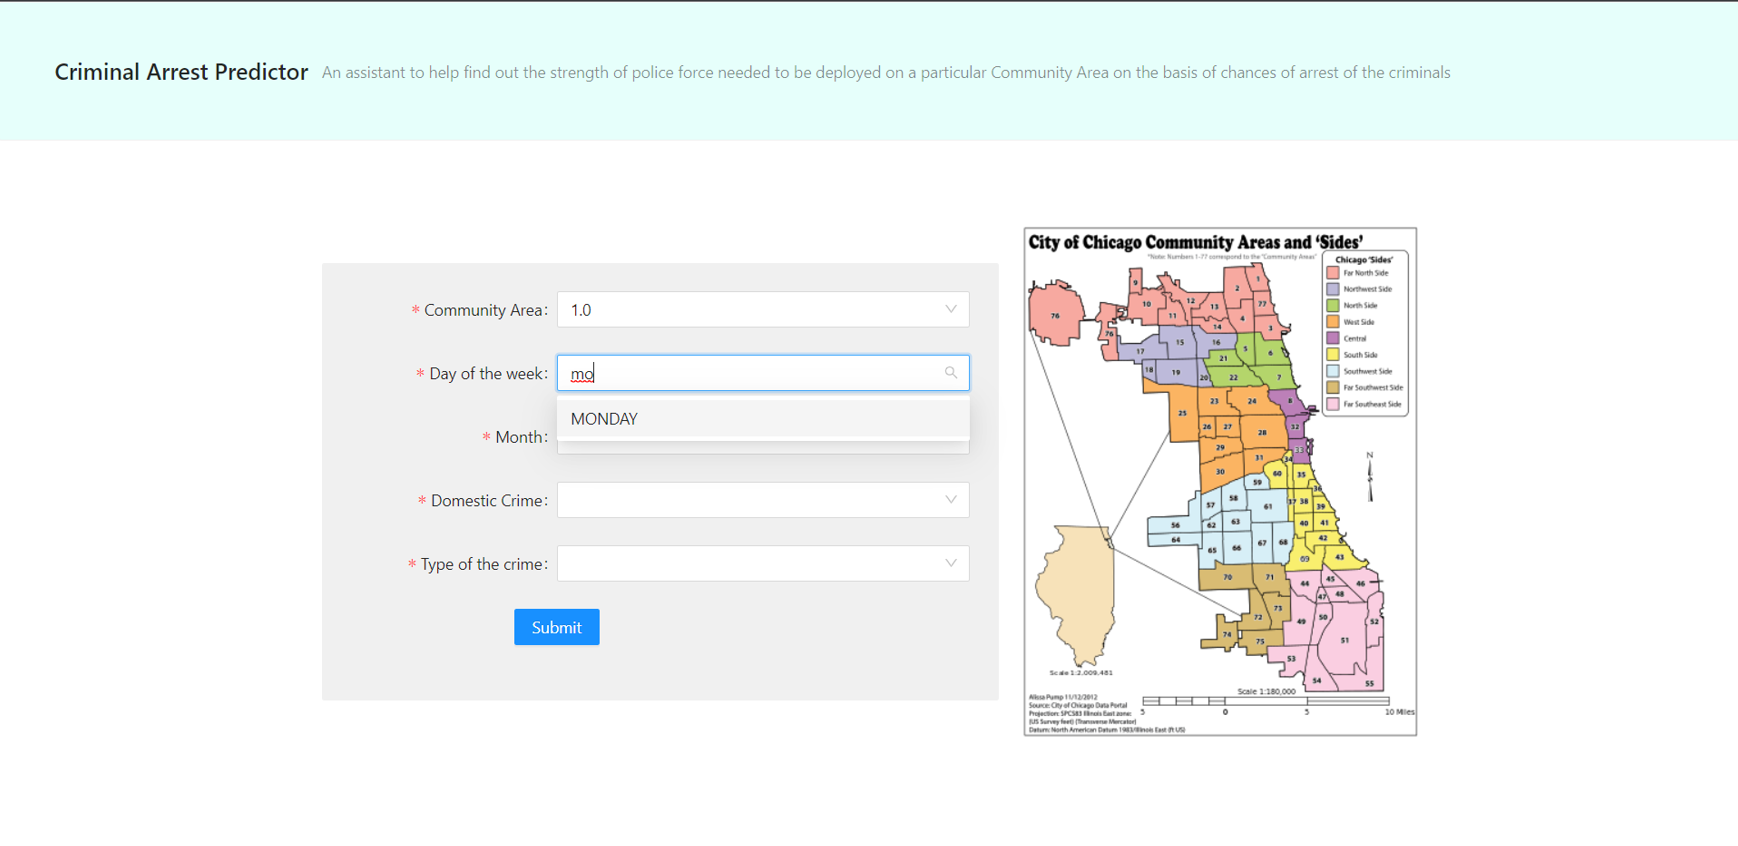 Criminal Arrest Predictor An assistant to help find out the strength of police force needed to be deployed on a particular Community Area on the basis of chances of arrest of the criminals
* Community Area: 1.0
* Day of the week: mo
MONDAY
* Month:
* Domestic Crime:
* Type of the crime:
Submit
City of Chicago Community Areas and ‘Sides’
*Note: Numbers 1-77 correspond to the "Community Areas"
Chicago ‘Sides’
Far North Side
Northwest Side
North Side
West Side
Central
South Side
Southwest Side
Far Southwest Side
Far Southeast Side
9 1
2
10 12 13 77
76 11 4
76 14 3
17 15 16 5 6
21
18 19 20 22 7
25 23 24 8
26 27 28 32
29 33
31 34
30 60 35
59 36
57 58 61 37 38 39
56 62 63 40 41
64 65 66 67 68 42
69 43
70 71 44 45 46
47 48
72 73 49 50 52
74 75 51
53
54 55
N
S
Scale 1:2,009,481
Scale 1:180,000
5 0 5 10 Miles
Alissa Pump 11/12/2012
Source: City of Chicago Data Portal
Projection: SPCS83 Illinois East zone:
(US Survey feet) (Transverse Mercator)
Datum: North American Datum 1983/Illinois East (ft US)